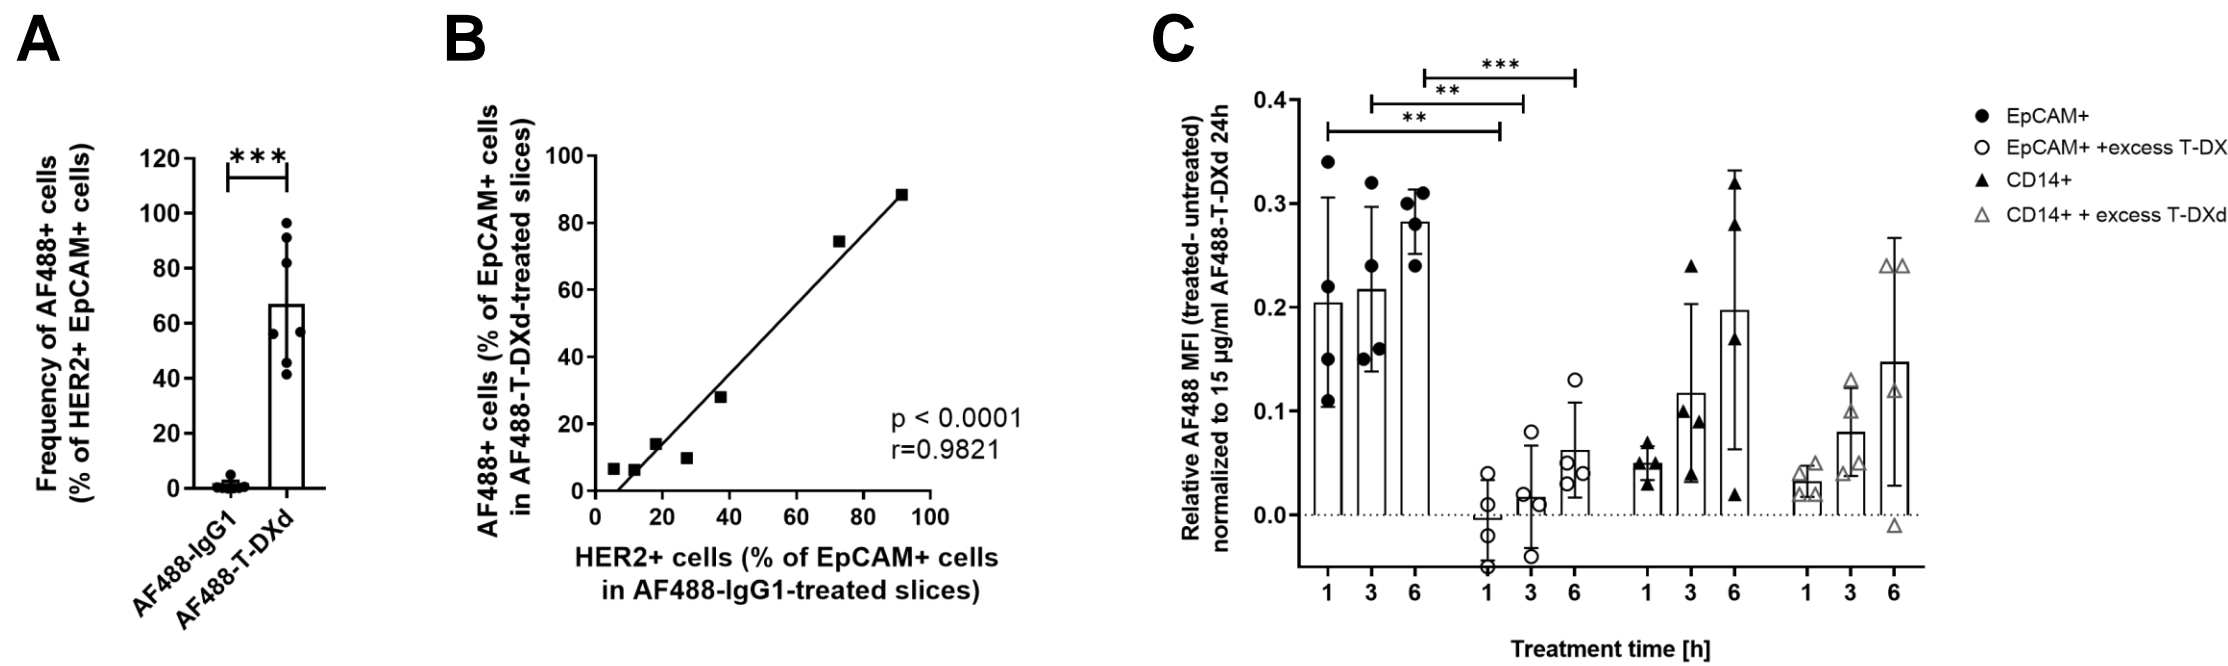 A
Frequency of AF488+ cells
(% of HER2+ EpCAM+ cells)
120
100
80
60
40
20
0
***
AF488-IgG1
AF488-T-DXd
B
AF488+ cells (% of EpCAM+ cells
in AF488-T-DXd-treated slices)
100
80
60
40
20
0
0 20 40 60 80 100
p < 0.0001
r=0.9821
HER2+ cells (% of EpCAM+ cells
in AF488-IgG1-treated slices)
C
Relative AF488 MFI (treated- untreated)
normalized to 15 µg/ml AF488-T-DXd 24h
0.4
0.3
0.2
0.1
0.0
***
**
**
1 3 6 1 3 6 1 3 6 1 3 6
Treatment time [h]
EpCAM+
EpCAM+ +excess T-DX
CD14+
CD14+ + excess T-DXd